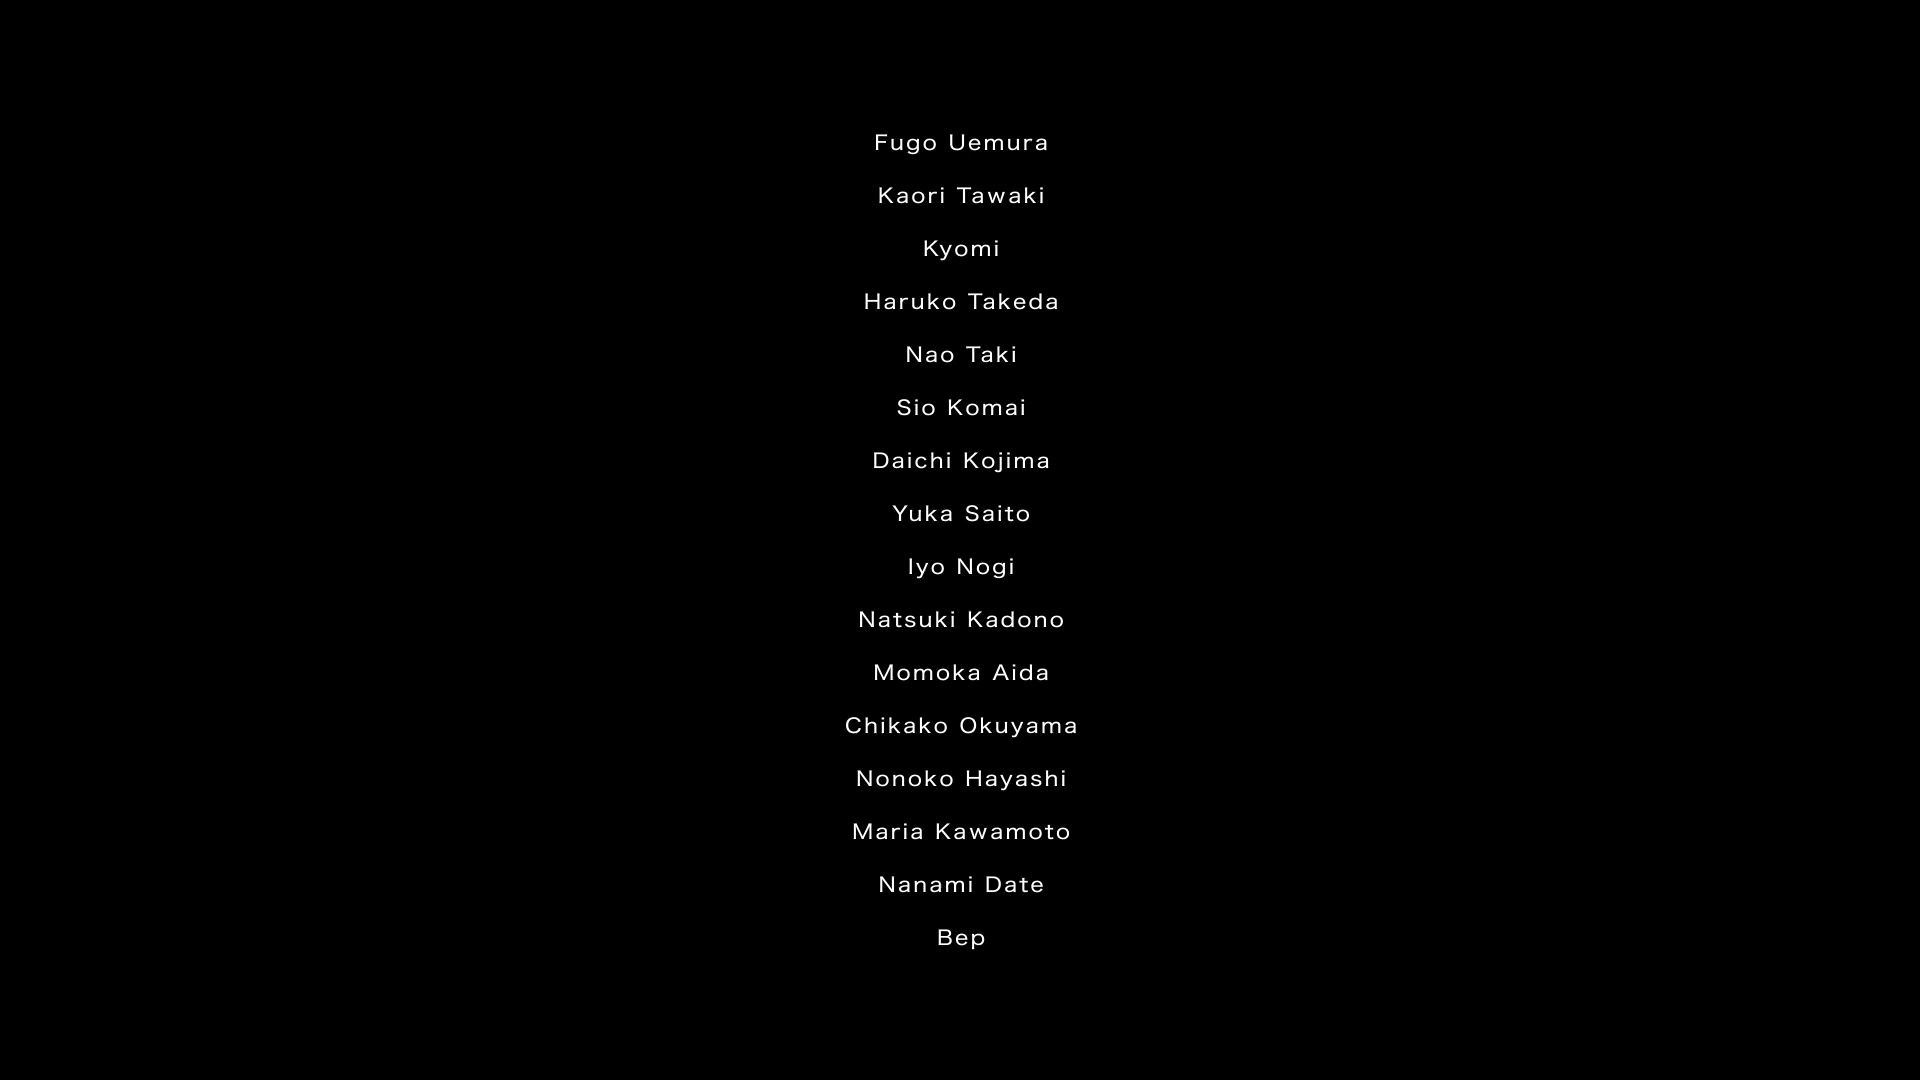 Fugo Uemura
Kaori Tawaki
Kyomi
Haruko Takeda
Nao Taki
Sio Komai
Daichi Kojima
Yuka Saito
Iyo Nogi
Natsuki Kadono
Momoka Aida
Chikako Okuyama
Nonoko Hayashi
Maria Kawamoto
Nanami Date
Bep